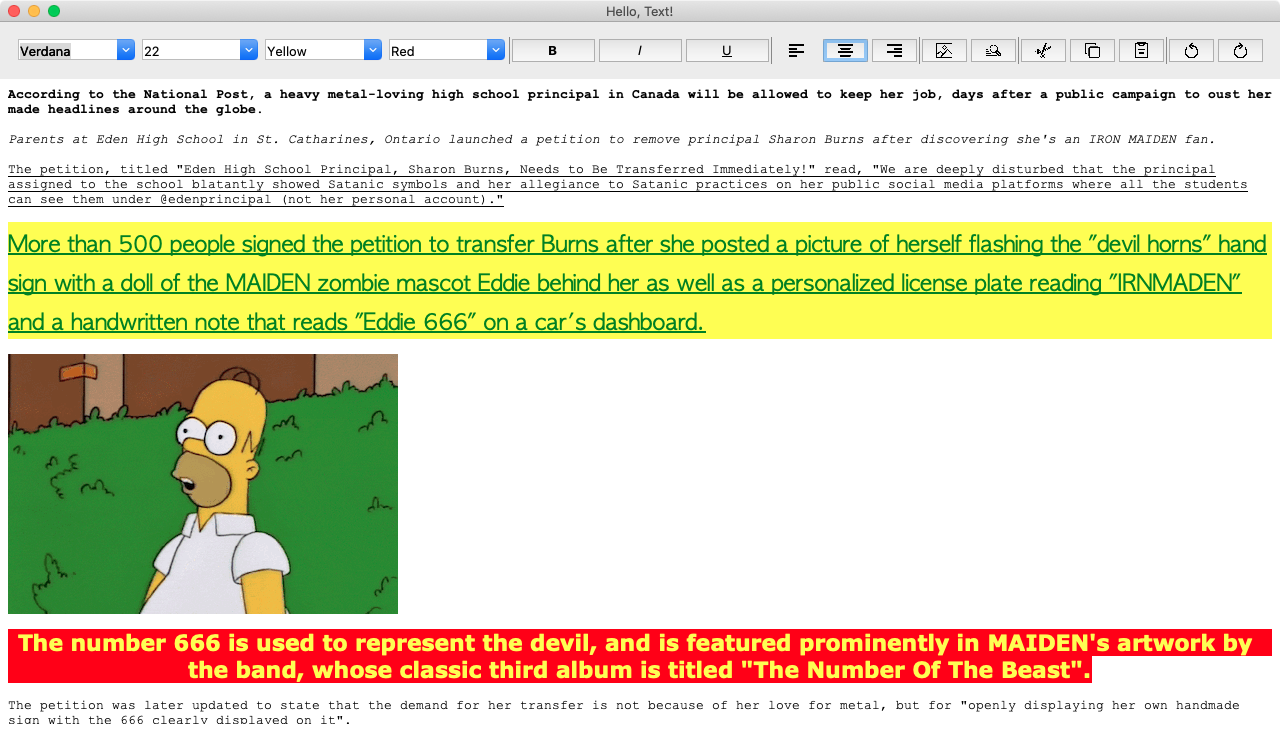 Hello, Text!
Verdana 22 Yellow Red B I U
According to the National Post, a heavy metal-loving high school principal in Canada will be allowed to keep her job, days after a public campaign to oust her
made headlines around the globe.
Parents at Eden High School in St. Catharines, Ontario launched a petition to remove principal Sharon Burns after discovering she's an IRON MAIDEN fan.
The petition, titled "Eden High School Principal, Sharon Burns, Needs to Be Transferred Immediately!" read, "We are deeply disturbed that the principal
assigned to the school blatantly showed Satanic symbols and her allegiance to Satanic practices on her public social media platforms where all the students
can see them under @edenprincipal (not her personal account)."
More than 500 people signed the petition to transfer Burns after she posted a picture of herself flashing the "devil horns" hand
sign with a doll of the MAIDEN zombie mascot Eddie behind her as well as a personalized license plate reading "IRNMADEN"
and a handwritten note that reads "Eddie 666" on a car's dashboard.
The number 666 is used to represent the devil, and is featured prominently in MAIDEN's artwork by
the band, whose classic third album is titled "The Number Of The Beast".
The petition was later updated to state that the demand for her transfer is not because of her love for metal, but for "openly displaying her own handmade
sign with the 666 clearly displayed on it".